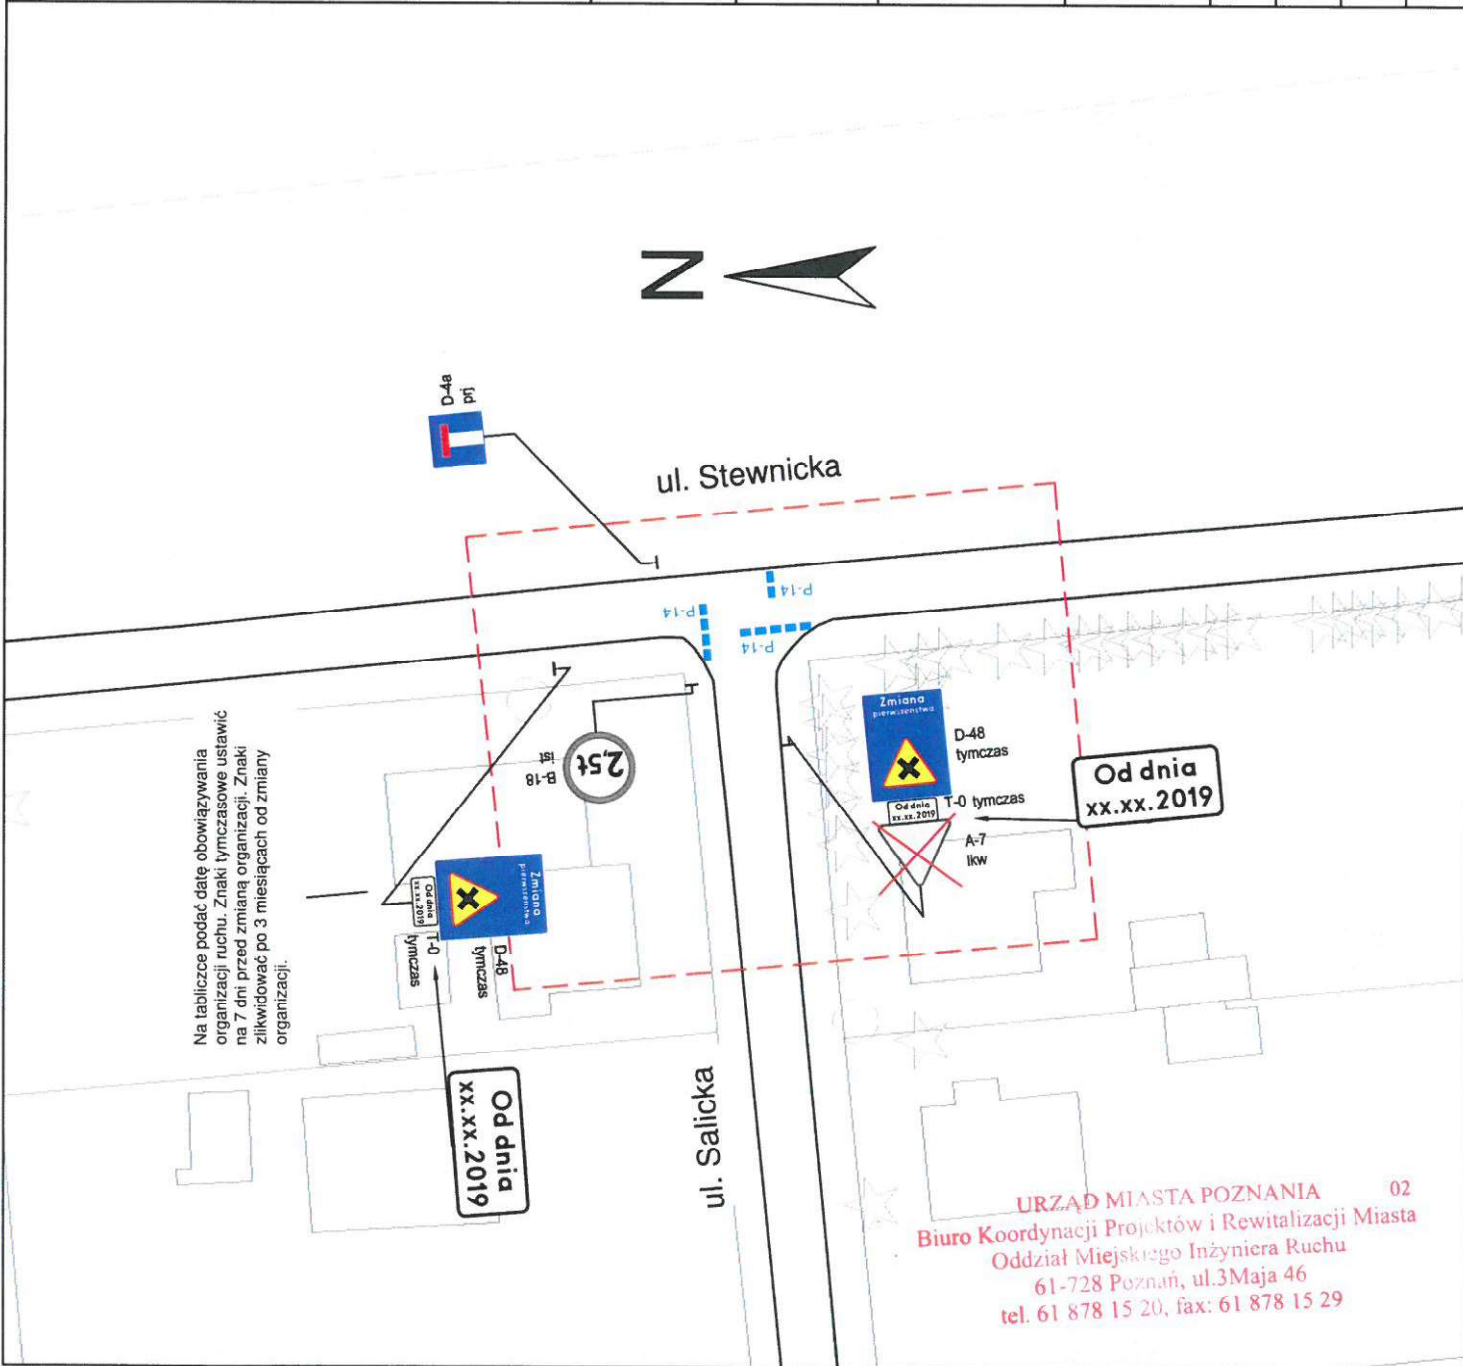 N
D-4a
prj
ul. Stewnicka
P-14
P-14
P-14
Na tabliczce podać datę obowiązywania
organizacji ruchu. Znaki tymczasowe ustawić
na 7 dni przed zmianą organizacji. Znaki
zlikwidować po 3 miesiącach od zmiany
organizacji.
2,5t
B-18
ist
Zmiana
pierwszeństwa
D-48
tymczas
Od dnia
xx.xx.2019
T-0 tymczas
A-7
lkw
Od dnia
xx.xx.2019
Zmiana
pierwszeństwa
D-48
tymczas
Od dnia
xx.xx.2019
T-0
tymczas
Od dnia
xx.xx.2019
ul. Salicka
URZĄD MIASTA POZNANIA 02
Biuro Koordynacji Projektów i Rewitalizacji Miasta
Oddział Miejskiego Inżyniera Ruchu
61-728 Poznań, ul.3Maja 46
tel. 61 878 15 20, fax: 61 878 15 29